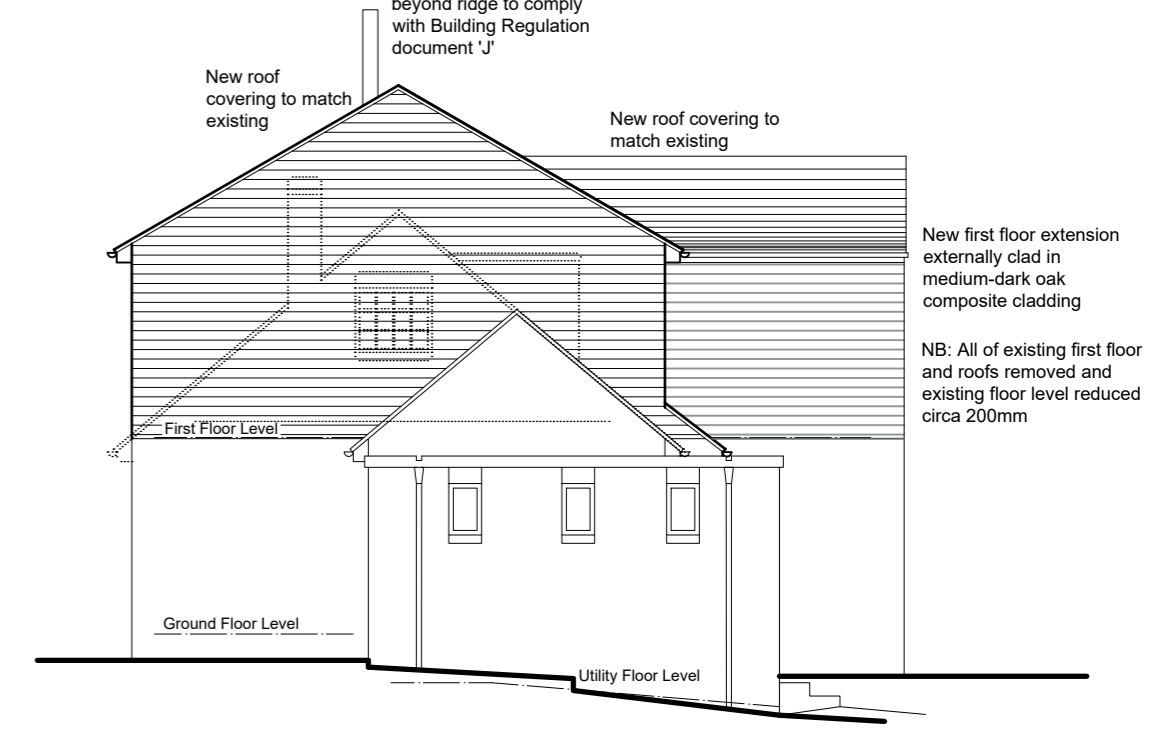 beyond ridge to comply
with Building Regulation
document 'J'
New roof
covering to match
existing
New roof covering to
match existing
New first floor extension
externally clad in
medium-dark oak
composite cladding
NB: All of existing first floor
and roofs removed and
existing floor level reduced
circa 200mm
First Floor Level
Ground Floor Level
Utility Floor Level